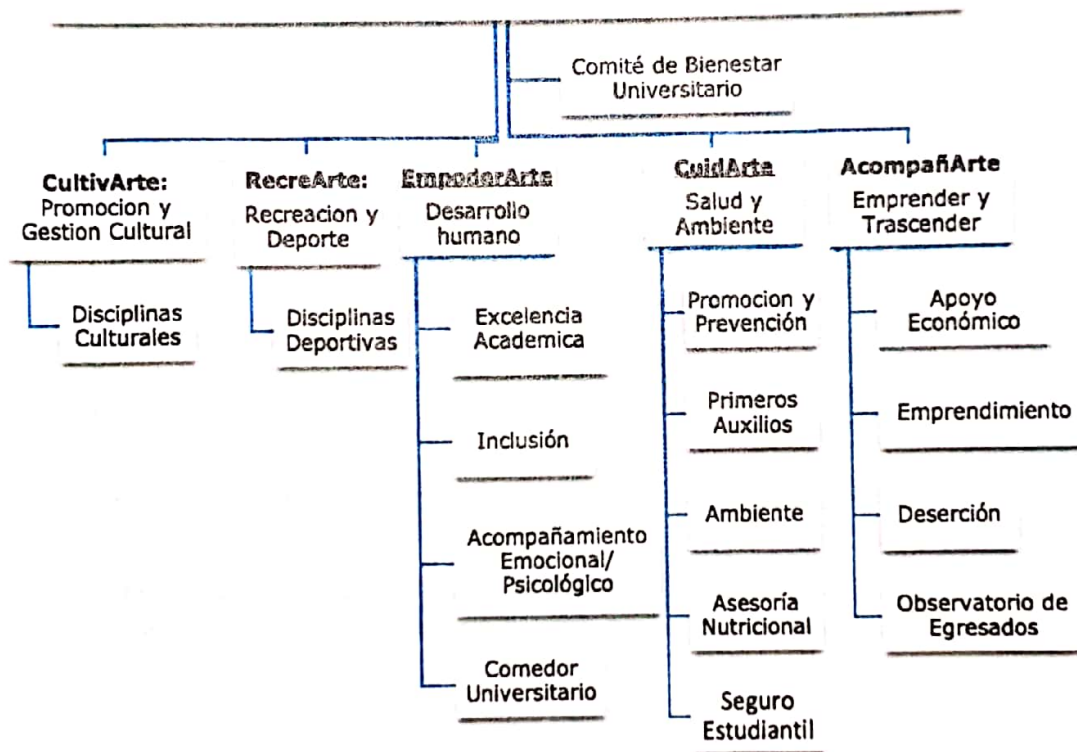 Comité de Bienestar
Universitario
CultivArte:
Promocion y
Gestion Cultural
Disciplinas
Culturales
RecreArte:
Recreacion y
Deporte
Disciplinas
Deportivas
EmpoderArte
Desarrollo
humano
Excelencia
Academica
Inclusión
Acompañamiento
Emocional/
Psicológico
Comedor
Universitario
CuidArte
Salud y
Ambiente
Promocion y
Prevención
Primeros
Auxilios
Ambiente
Asesoría
Nutricional
Seguro
Estudiantil
AcompañArte
Emprender y
Trascender
Apoyo
Económico
Emprendimiento
Deserción
Observatorio de
Egresados